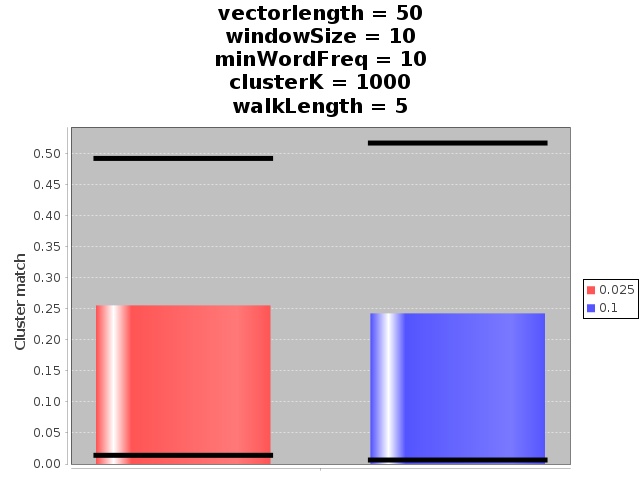 vectorlength = 50
windowSize = 10
minWordFreq = 10
clusterK = 1000
walkLength = 5
0.50
0.45
0.40
0.35
0.30
0.25
0.20
0.15
0.10
0.05
0.00
Cluster match
0.025
0.1